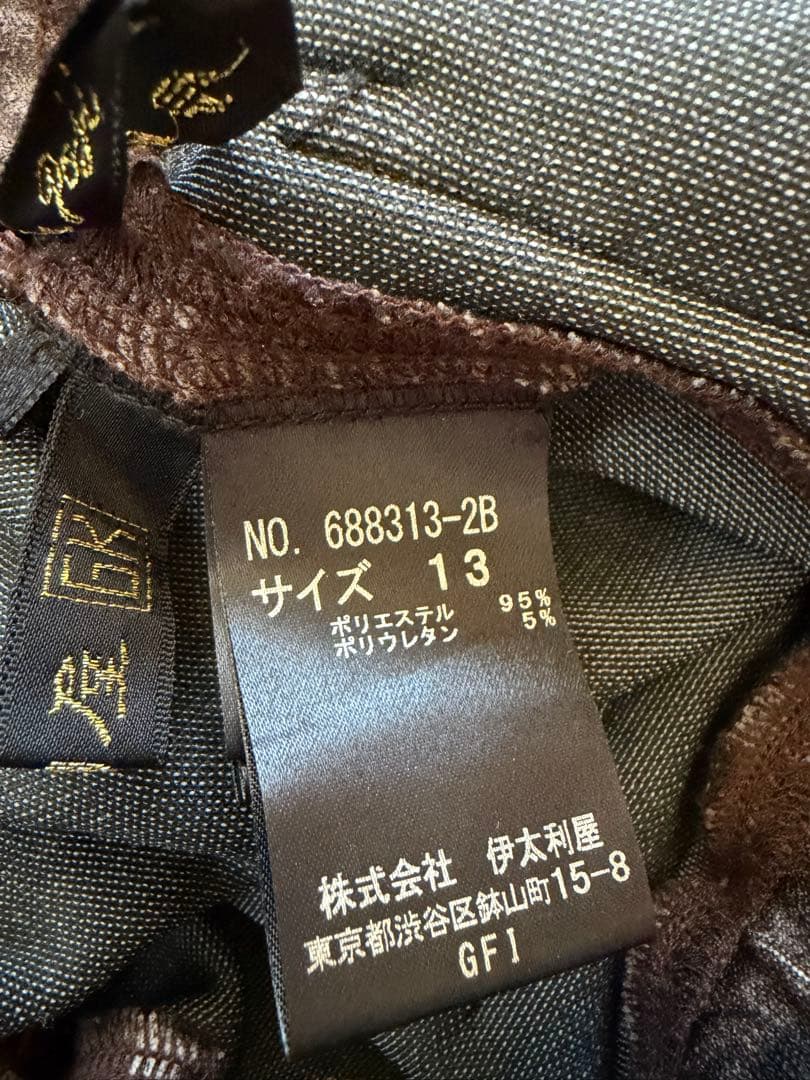 NO. 688313-2B
サイズ 13
ポリエステル 95%
ポリウレタン 5%
株式会社 伊太利屋
東京都渋谷区鉢山町15-8
GFI
GK
屋